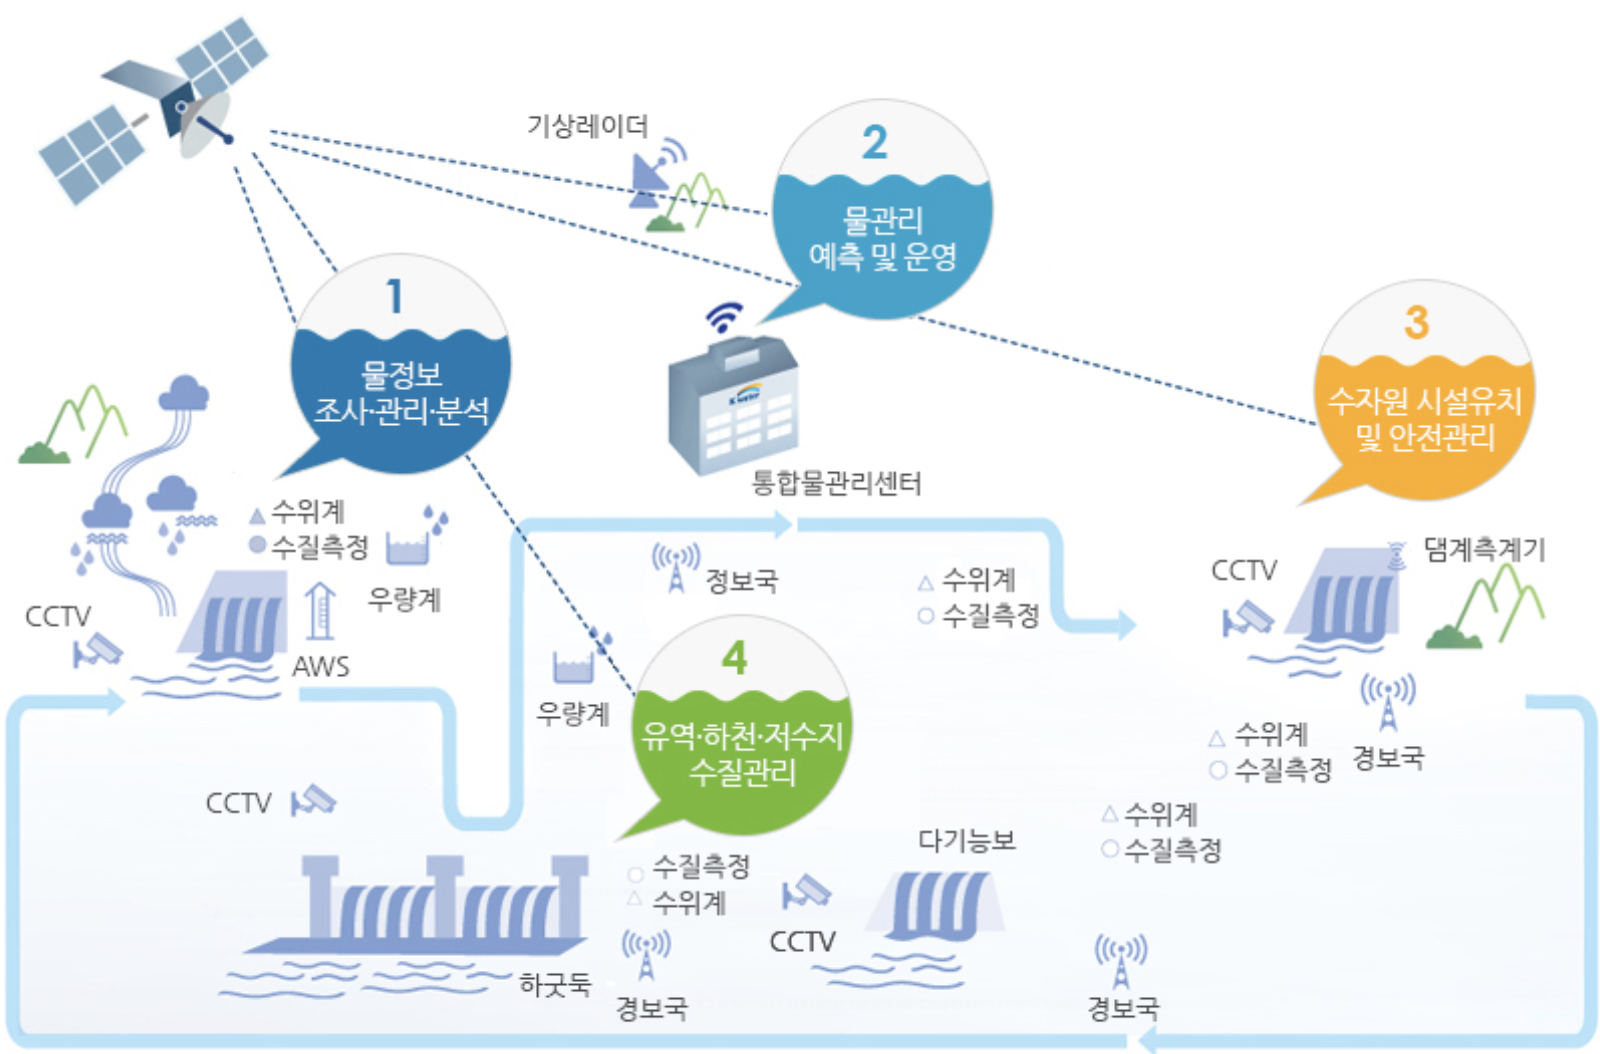 기상레이더
2
물관리
예측 및 운영
1
물정보
조사·관리·분석
3
수자원 시설유치
및 안전관리
K water
통합물관리센터
수위계
수질측정
우량계
CCTV
AWS
정보국
수위계
수질측정
CCTV
댐계측계기
우량계
4
유역·하천·저수지
수질관리
수위계
수질측정
경보국
CCTV
수위계
수질측정
다기능보
수질측정
수위계
CCTV
하굿둑
경보국
경보국